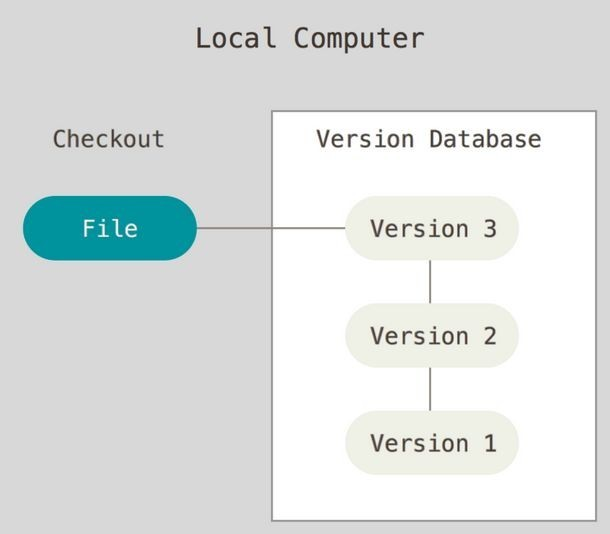 Local Computer
Checkout
Version Database
File
Version 3
Version 2
Version 1